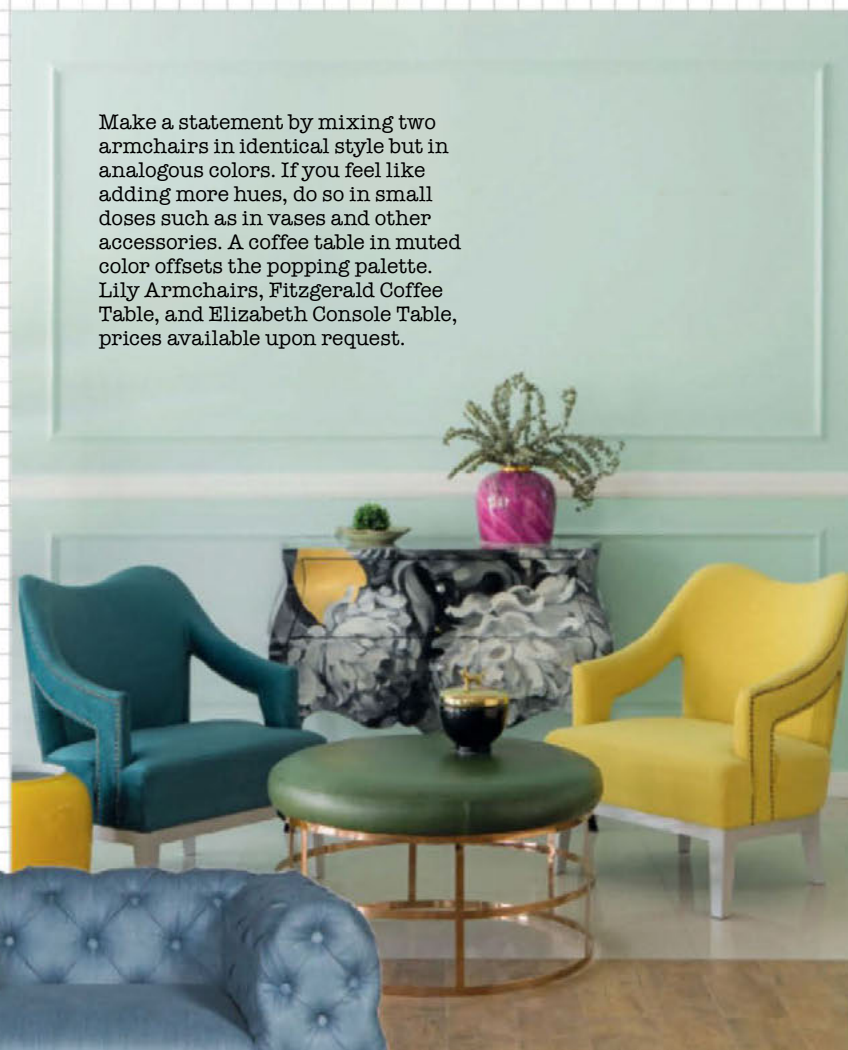 Make a statement by mixing two
armchairs in identical style but in
analogous colors. If you feel like
adding more hues, do so in small
doses such as in vases and other
accessories. A coffee table in muted
color offsets the popping palette.
Lily Armchairs, Fitzgerald Coffee
Table, and Elizabeth Console Table,
prices available upon request.